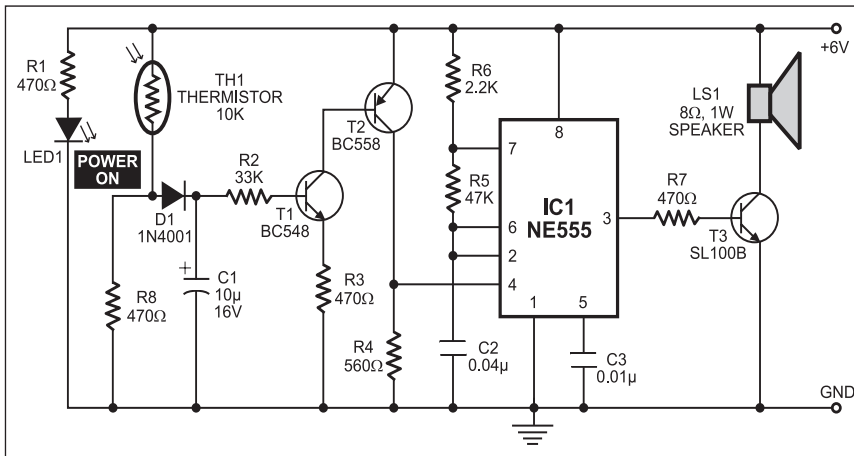 R1
470Ω
LED1
POWER
ON
TH1
THERMISTOR
10K
D1
1N4001
R8
470Ω
+
C1
10µ
16V
R2
33K
T1
BC548
T2
BC558
R3
470Ω
R4
560Ω
R6
2.2K
R5
47K
C2
0.04µ
7
6
2
4
8
IC1
NE555
3
1
5
C3
0.01µ
R7
470Ω
LS1
8Ω, 1W
SPEAKER
T3
SL100B
+6V
GND